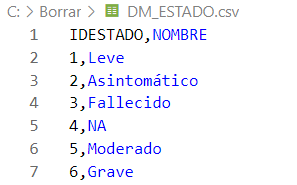 C: > Borrar > DM_ESTADO.csv
1 IDESTADO,NOMBRE
2 1,Leve
3 2,Asintomático
4 3,Fallecido
5 4,NA
6 5,Moderado
7 6,Grave